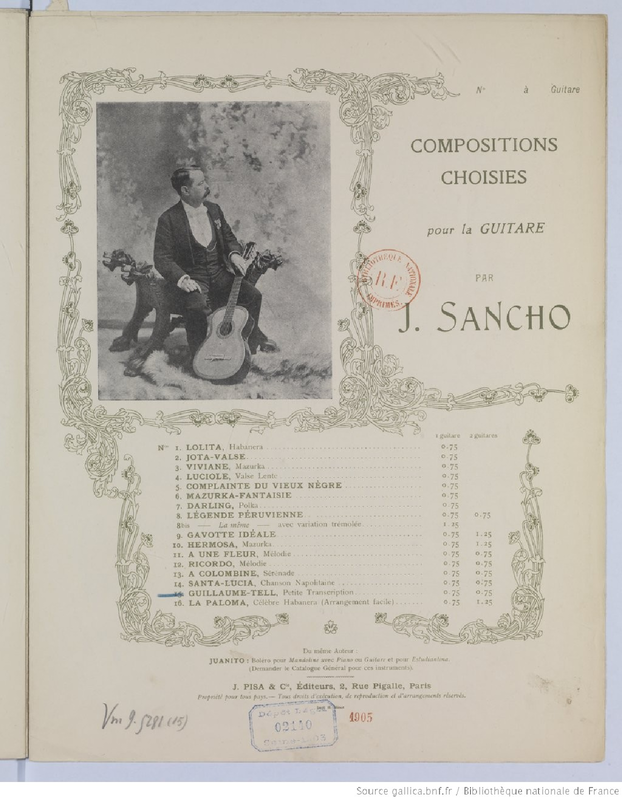 N° à Guitare
COMPOSITIONS
CHOISIES
pour la GUITARE
PAR
J. SANCHO
BIBLIOTHÈQUE NATIONALE
R.F.
IMPRIMÉS
1 guitare 2 guitares
Nos 1. LOLITA, Habanera 0.75
2. JOTA-VALSE 0.75
3. VIVIANE, Mazurka 0.75
4. LUCIOLE, Valse Lente 0.75
5. COMPLAINTE DU VIEUX NÈGRE 0.75
6. MAZURKA-FANTAISIE 0.75
7. DARLING, Polka 0.75
8. LÉGENDE PÉRUVIENNE 0.75 0.75
8bis — La même — avec variation trémolée 1.25
9. GAVOTTE IDÉALE 0.75 1.25
10. HERMOSA, Mazurka 0.75 1.25
11. A UNE FLEUR, Mélodie 0.75 0.75
12. RICORDO, Mélodie 0.75 0.75
13. A COLOMBINE, Sérénade 0.75 0.75
14. SANTA-LUCIA, Chanson Napolitaine 0.75 0.75
15. GUILLAUME-TELL, Petite Transcription 0.75 0.75
16. LA PALOMA, Célèbre Habanera (Arrangement facile) 0.75 1.25
Du même Auteur
JUANITO : Boléro pour Mandoline avec Piano ou Guitare et pour Estudiantina.
(Demander le Catalogue Général pour ces instruments).
J. PISA & Co, Éditeurs, 2, Rue Pigalle, Paris
Propriété pour tous pays. — Tous droits d'exécution, de reproduction et d'arrangements réservés.
Vm 9. 5281 (15)
Dépôt Légal
1905
Source gallica.bnf.fr / Bibliothèque nationale de France